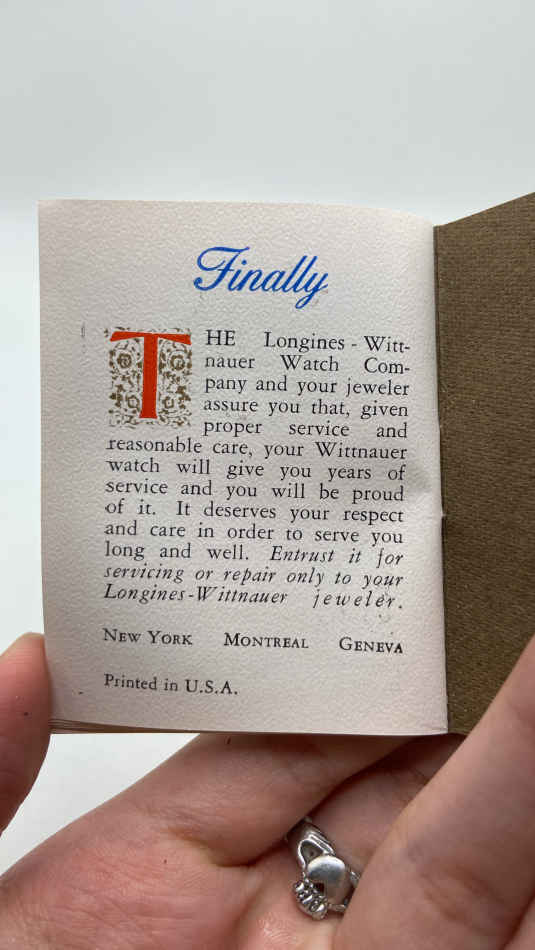 Finally
THE Longines - Witt-
nauer Watch Com-
pany and your jeweler
assure you that, given
proper service and
reasonable care, your Wittnauer
watch will give you years of
service and you will be proud
of it. It deserves your respect
and care in order to serve you
long and well. Entrust it for
servicing or repair only to your
Longines-Wittnauer jeweler.
NEW YORK MONTREAL GENEVA
Printed in U.S.A.